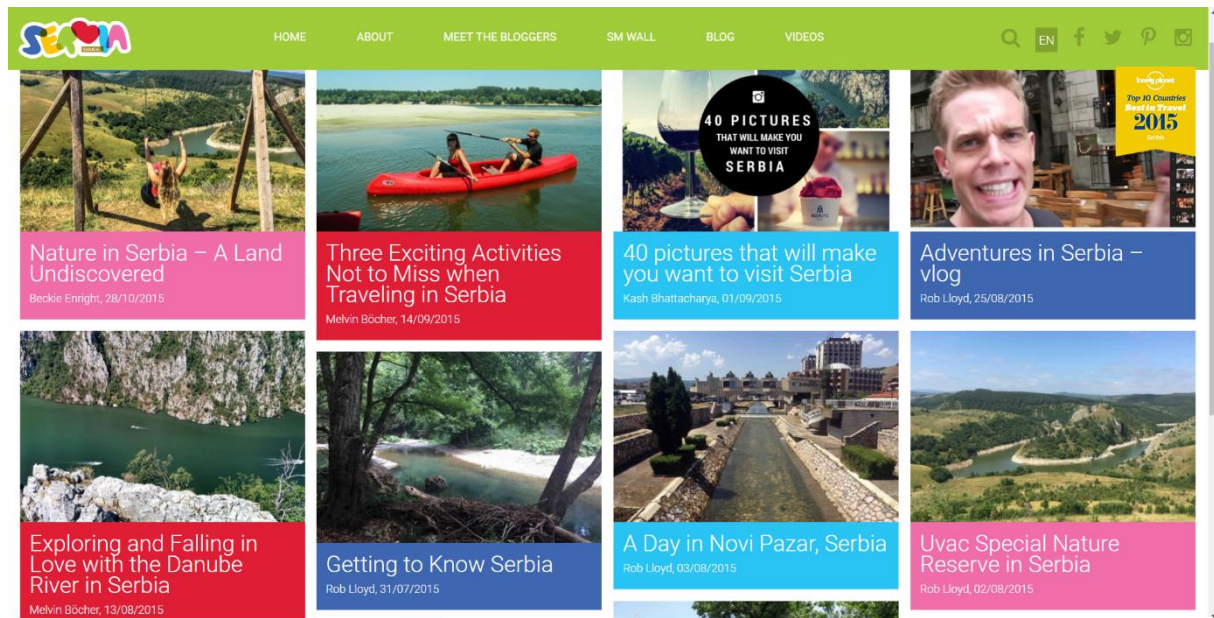 SERBIA
HOME
ABOUT
MEET THE BLOGGERS
SM WALL
BLOG
VIDEOS
EN
lonely planet
Top 10 Countries
Best in Travel
2015
Serbia
Nature in Serbia – A Land
Undiscovered
Beckie Enright, 28/10/2015
Three Exciting Activities
Not to Miss when
Traveling in Serbia
Melvin Böcher, 14/09/2015
40 PICTURES
THAT WILL MAKE YOU
WANT TO VISIT
SERBIA
40 pictures that will make
you want to visit Serbia
Kash Bhattacharya, 01/09/2015
Adventures in Serbia –
vlog
Rob Lloyd, 25/08/2015
Exploring and Falling in
Love with the Danube
River in Serbia
Melvin Böcher, 13/08/2015
Getting to Know Serbia
Rob Lloyd, 31/07/2015
A Day in Novi Pazar, Serbia
Rob Lloyd, 03/08/2015
Uvac Special Nature
Reserve in Serbia
Rob Lloyd, 02/08/2015